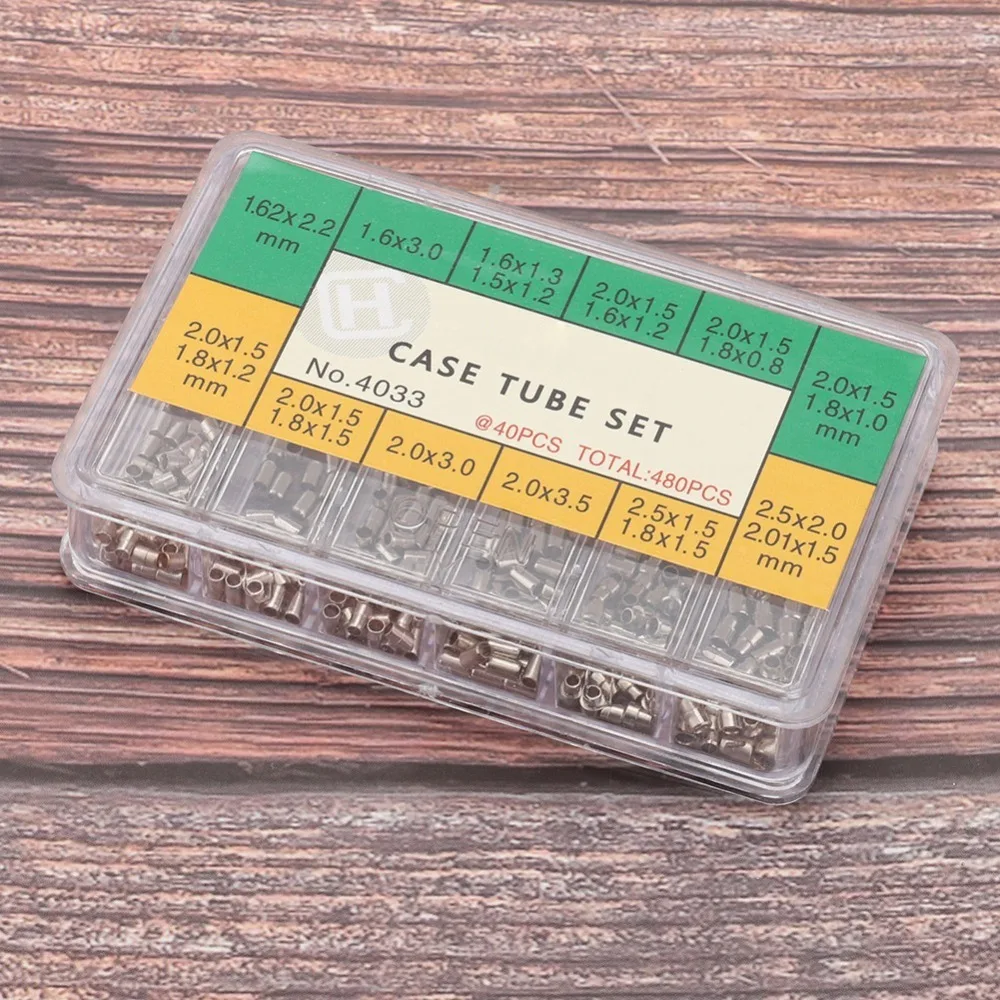 1.62x2.2
mm
1.6x3.0
1.6x1.3
1.5x1.2
2.0x1.5
1.6x1.2
2.0x1.5
1.8x0.8
2.0x1.5
1.8x1.0
mm
CH
CASE TUBE SET
No.4033
@40PCS TOTAL:480PCS
2.0x1.5
1.8x1.2
mm
2.0x1.5
1.8x1.5
2.0x3.0
2.0x3.5
2.5x1.5
1.8x1.5
2.5x2.0
2.01x1.5
mm
OPEN